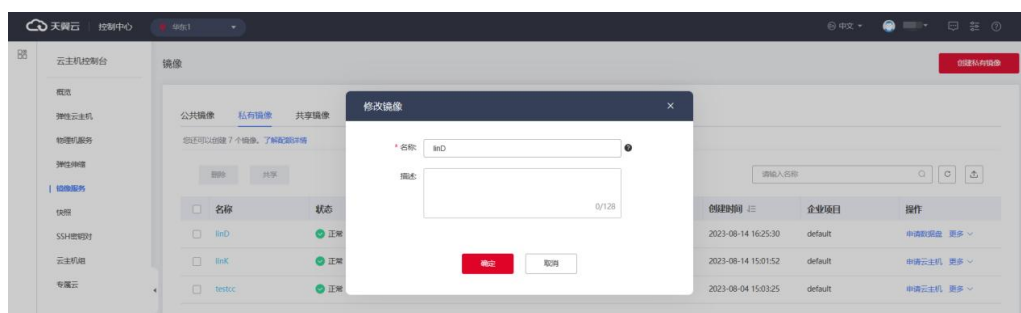 天翼云 控制中心 华东1 中文
云主机控制台 镜像 创建私有镜像
概览
弹性云主机
物理机服务
弹性伸缩
镜像服务
快照
SSH密钥对
云主机组
专属云
公共镜像 私有镜像 共享镜像
您还可以创建 7 个镜像。了解配额详情
删除 共享 请输入名称
名称 状态 创建时间 企业项目 操作
linD 正常 2023-08-14 16:25:30 default 申请数据盘 更多
linK 正常 2023-08-14 15:01:52 default 申请云主机 更多
testcc 正常 2023-08-04 15:03:25 default 申请云主机 更多
修改镜像
* 名称: linD
描述:
0/128
确定 取消